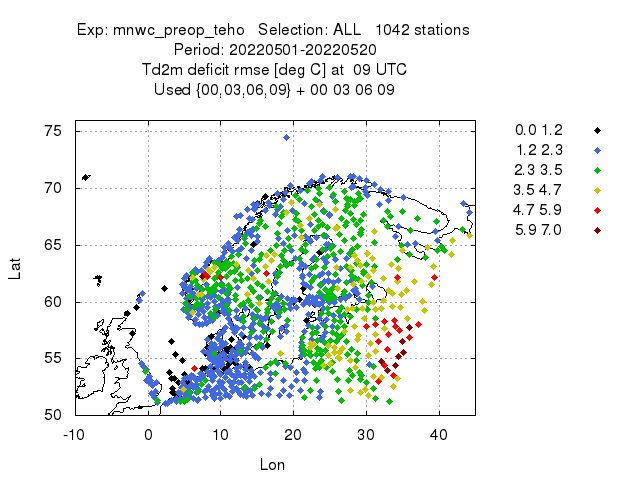 Exp: mnwc_preop_teho   Selection: ALL   1042 stations
Period: 20220501-20220520
Td2m deficit rmse [deg C] at  09 UTC
Used {00,03,06,09} + 00 03 06 09
0.0 1.2
1.2 2.3
2.3 3.5
3.5 4.7
4.7 5.9
5.9 7.0
75
70
65
60
55
50
Lat
-10 0 10 20 30 40
Lon